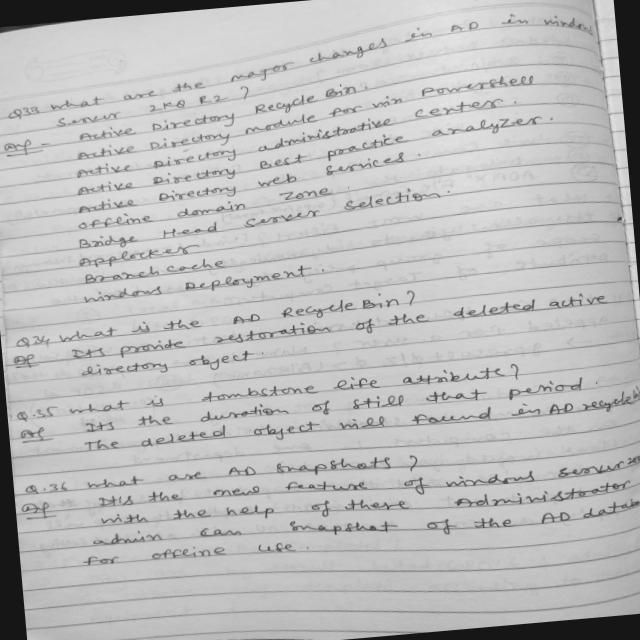 Q33 what are the major changes in AD in windows
Server 2K8 R2 ?
Ans - Active Directory Recycle Bin.
Active Directory module for win Powershell
Active Directory administrative center.
Active Directory Best practice analyzer.
Active Directory web services.
offline domain zone.
Bridge Head Server selection.
Applocker
Branch cache
windows Deployment.
Q34 what is the AD Recycle Bin ?
Ans Its provide restoration of the deleted active
directory object.
Q.35 what is tombstone life attribute ?
Ans Its the duration of still that period.
The deleted object will found in AD recycle
Q.36 what are AD snapshots ?
Ans Its the new feature of windows server
with the help of these Administrator
admin can snapshot of the AD
for offline use.